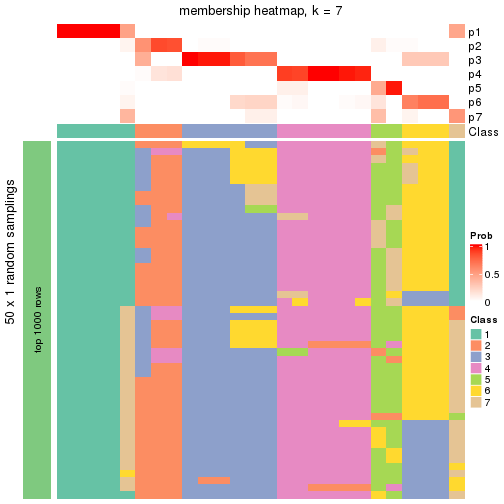 membership heatmap, k = 7
p1
p2
p3
p4
p5
p6
p7
Class
50 x 1 random samplings
top 1000 rows
Prob
1
0.5
0
Class
1
2
3
4
5
6
7